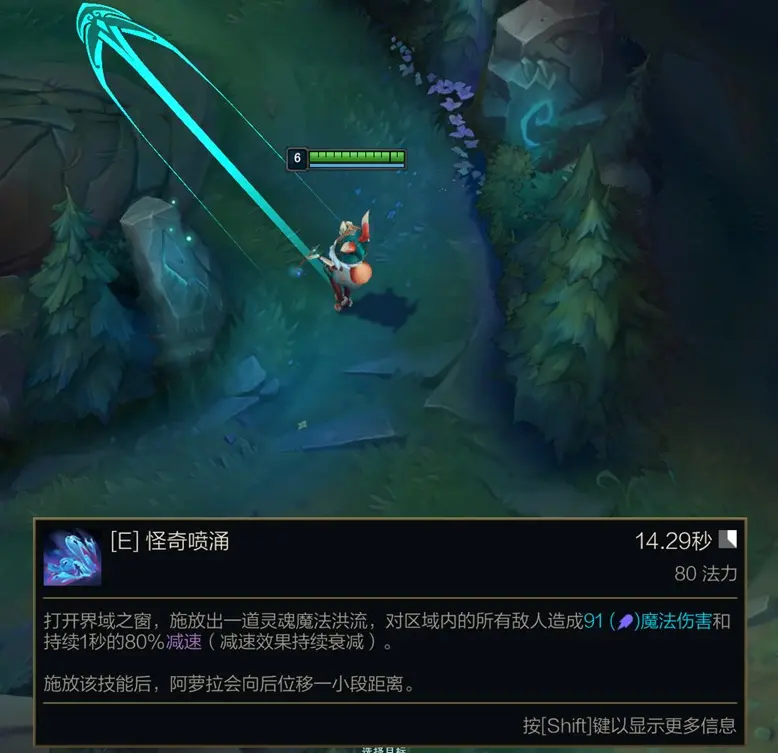 6
[E] 怪奇喷涌
14.29秒
80 法力
打开界域之窗，施放出一道灵魂魔法洪流，对区域内的所有敌人造成91 ()魔法伤害和
持续1秒的80%减速（减速效果持续衰减）。
施放该技能后，阿萝拉会向后位移一小段距离。
按[Shift]键以显示更多信息
选择目标